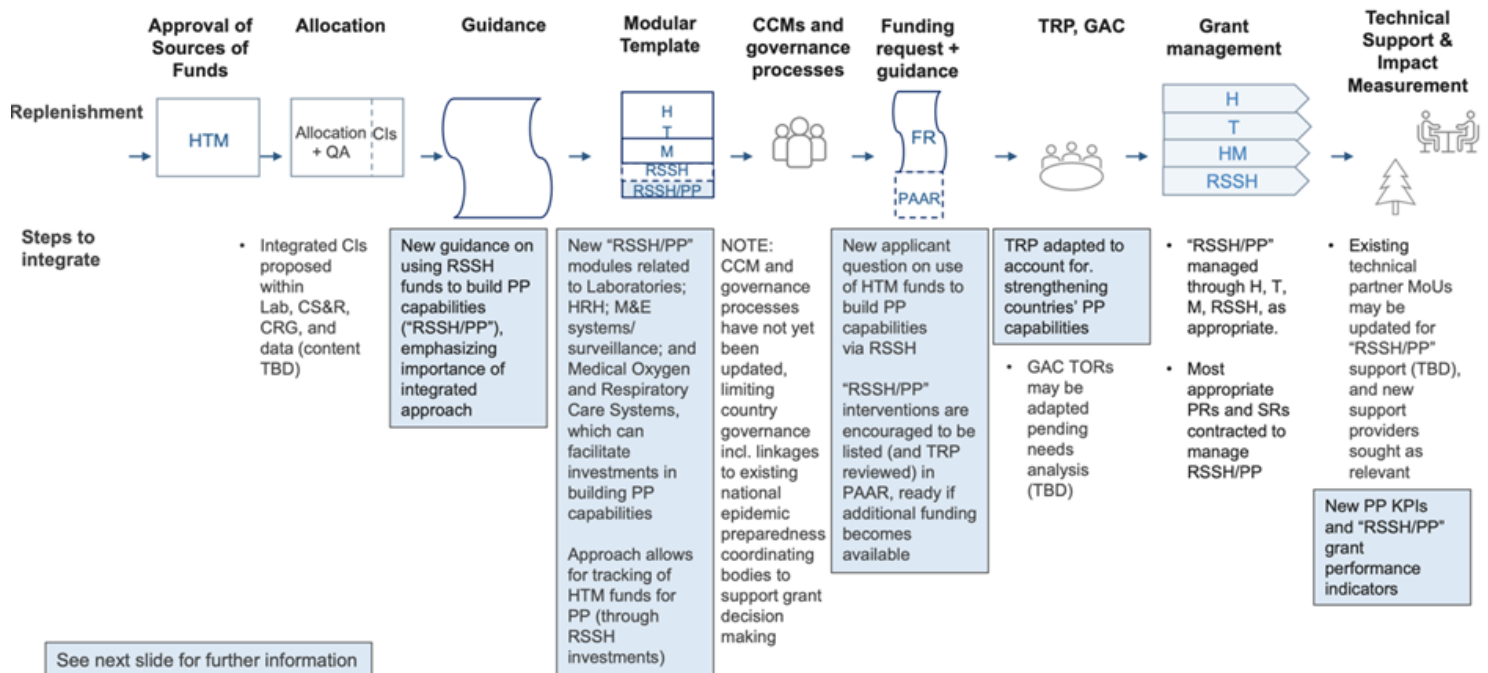 Approval of
Sources of
Funds
Allocation
Guidance
Modular
Template
CCMs and
governance
processes
Funding
request +
guidance
TRP, GAC
Grant
management
Technical
Support &
Impact
Measurement
Replenishment
HTM
Allocation
+ QA
CIs
H
T
M
RSSH
RSSH/PP
FR
PAAR
H
T
HM
RSSH
Steps to
integrate
• Integrated CIs
proposed
within
Lab, CS&R,
CRG, and
data (content
TBD)
New guidance on
using RSSH
funds to build PP
capabilities
(“RSSH/PP”),
emphasizing
importance of
integrated
approach
New “RSSH/PP”
modules related
to Laboratories;
HRH; M&E
systems/
surveillance; and
Medical Oxygen
and Respiratory
Care Systems,
which can
facilitate
investments in
building PP
capabilities
Approach allows
for tracking of
HTM funds for
PP (through
RSSH
investments)
NOTE:
CCM and
governance
processes
have not yet
been
updated,
limiting
country
governance
incl. linkages
to existing
national
epidemic
preparedness
coordinating
bodies to
support grant
decision
making
New applicant
question on use
of HTM funds to
build PP
capabilities
via RSSH
“RSSH/PP”
interventions are
encouraged to be
listed (and TRP
reviewed) in
PAAR, ready if
additional funding
becomes
available
TRP adapted to
account for.
strengthening
countries’ PP
capabilities
• GAC TORs
may be
adapted
pending
needs
analysis
(TBD)
• “RSSH/PP”
managed
through H, T,
M, RSSH, as
appropriate.
• Most
appropriate
PRs and SRs
contracted to
manage
RSSH/PP
• Existing
technical
partner MoUs
may be
updated for
“RSSH/PP”
support (TBD),
and new
support
providers
sought as
relevant
New PP KPIs
and “RSSH/PP”
grant
performance
indicators
See next slide for further information